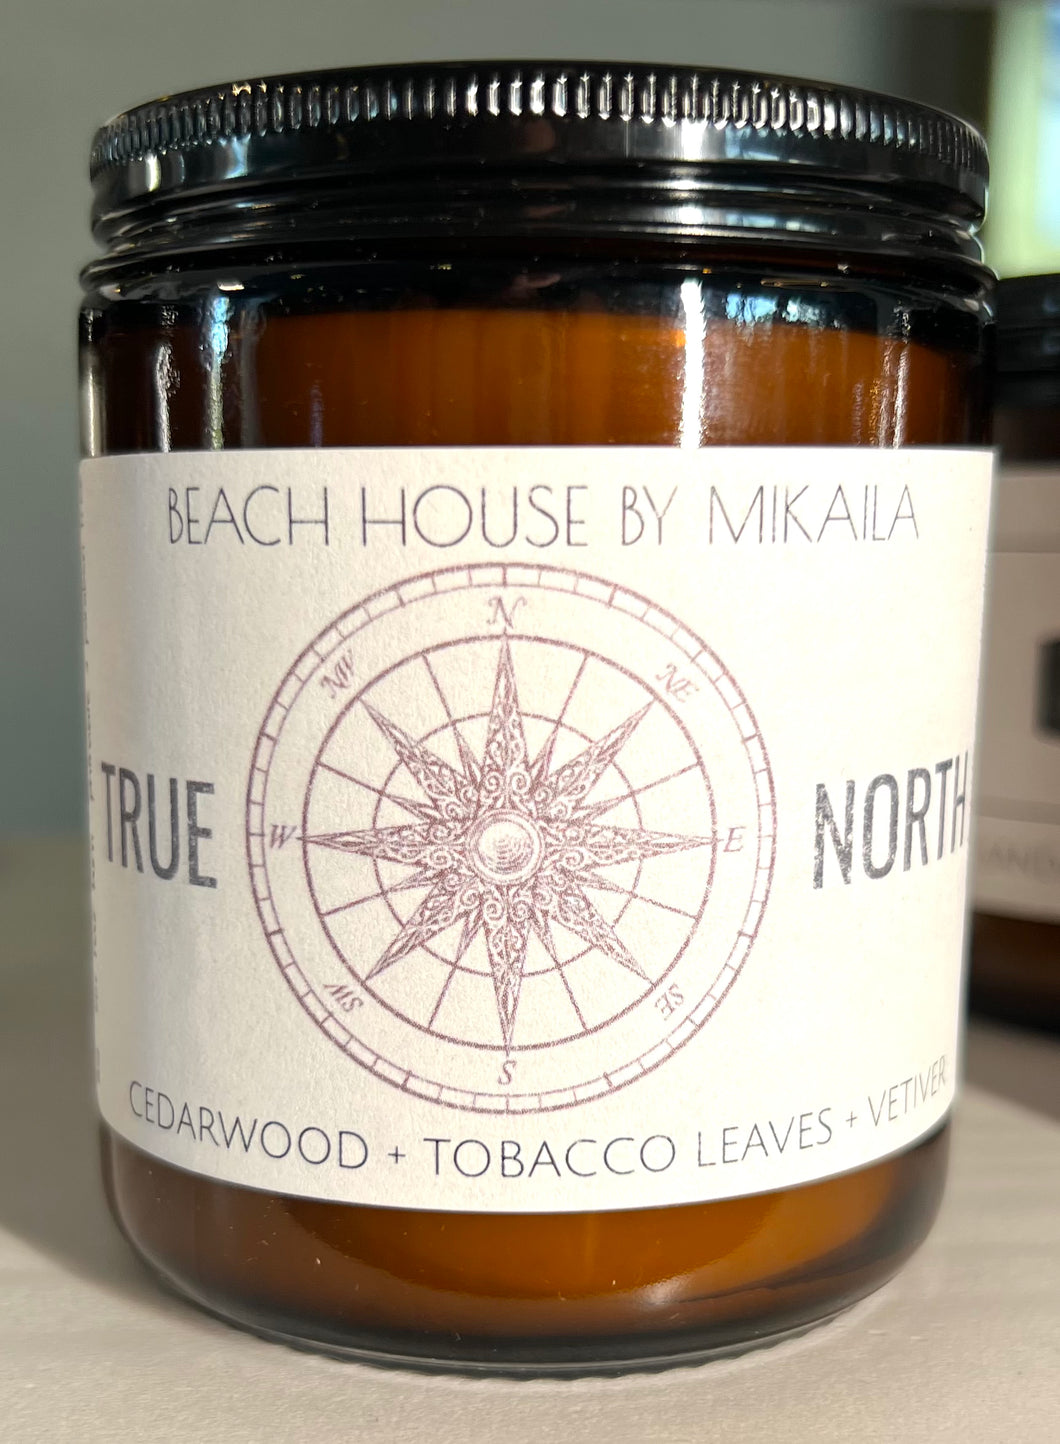 BEACH HOUSE BY MIKAILA
N
NW
NE
TRUE
W
E
NORTH
SW
SE
S
CEDARWOOD + TOBACCO LEAVES + VETIVER